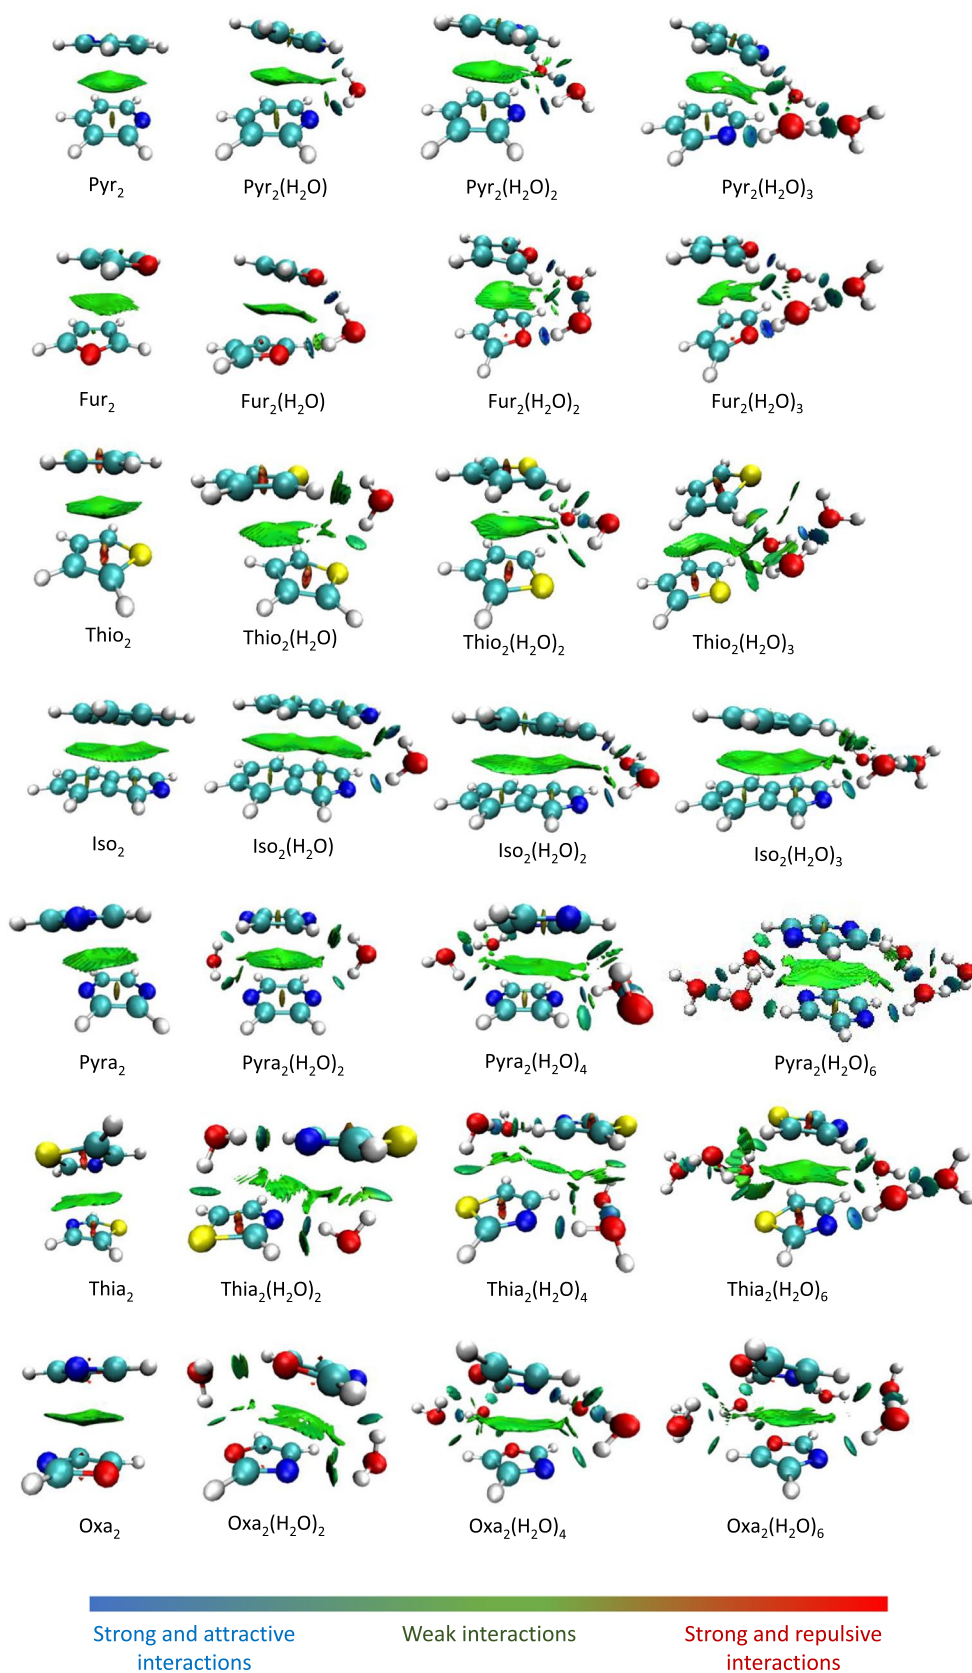 Pyr₂ Pyr₂(H₂O) Pyr₂(H₂O)₂ Pyr₂(H₂O)₃
Fur₂ Fur₂(H₂O) Fur₂(H₂O)₂ Fur₂(H₂O)₃
Thio₂ Thio₂(H₂O) Thio₂(H₂O)₂ Thio₂(H₂O)₃
Iso₂ Iso₂(H₂O) Iso₂(H₂O)₂ Iso₂(H₂O)₃
Pyra₂ Pyra₂(H₂O)₂ Pyra₂(H₂O)₄ Pyra₂(H₂O)₆
Thia₂ Thia₂(H₂O)₂ Thia₂(H₂O)₄ Thia₂(H₂O)₆
Oxa₂ Oxa₂(H₂O)₂ Oxa₂(H₂O)₄ Oxa₂(H₂O)₆
Strong and attractive
interactions
Weak interactions
Strong and repulsive
interactions